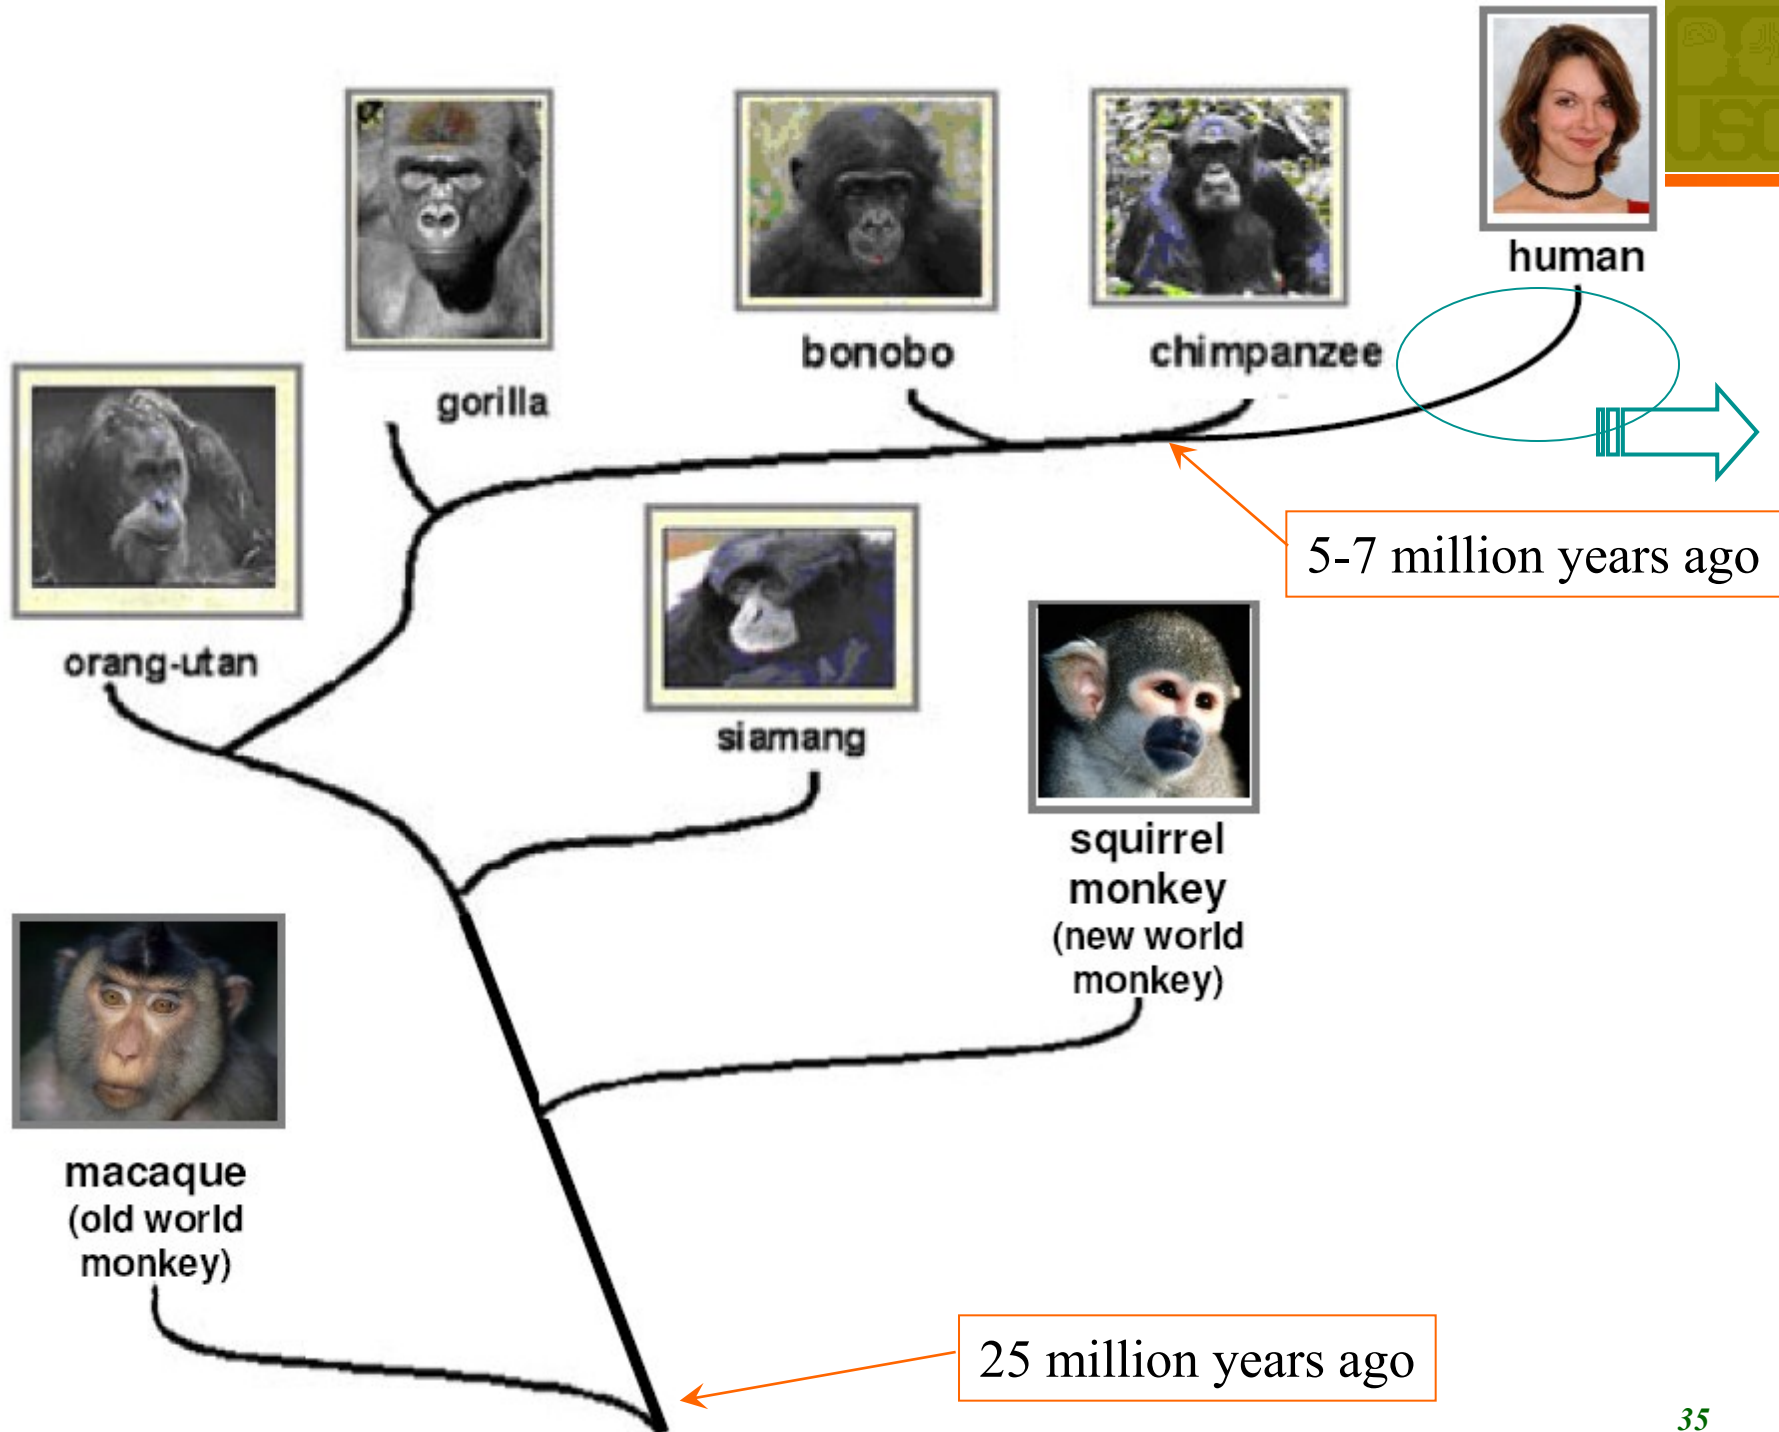 human
USC
bonobo
chimpanzee
gorilla
5-7 million years ago
orang-utan
siamang
squirrel
monkey
(new world
monkey)
macaque
(old world
monkey)
25 million years ago
35